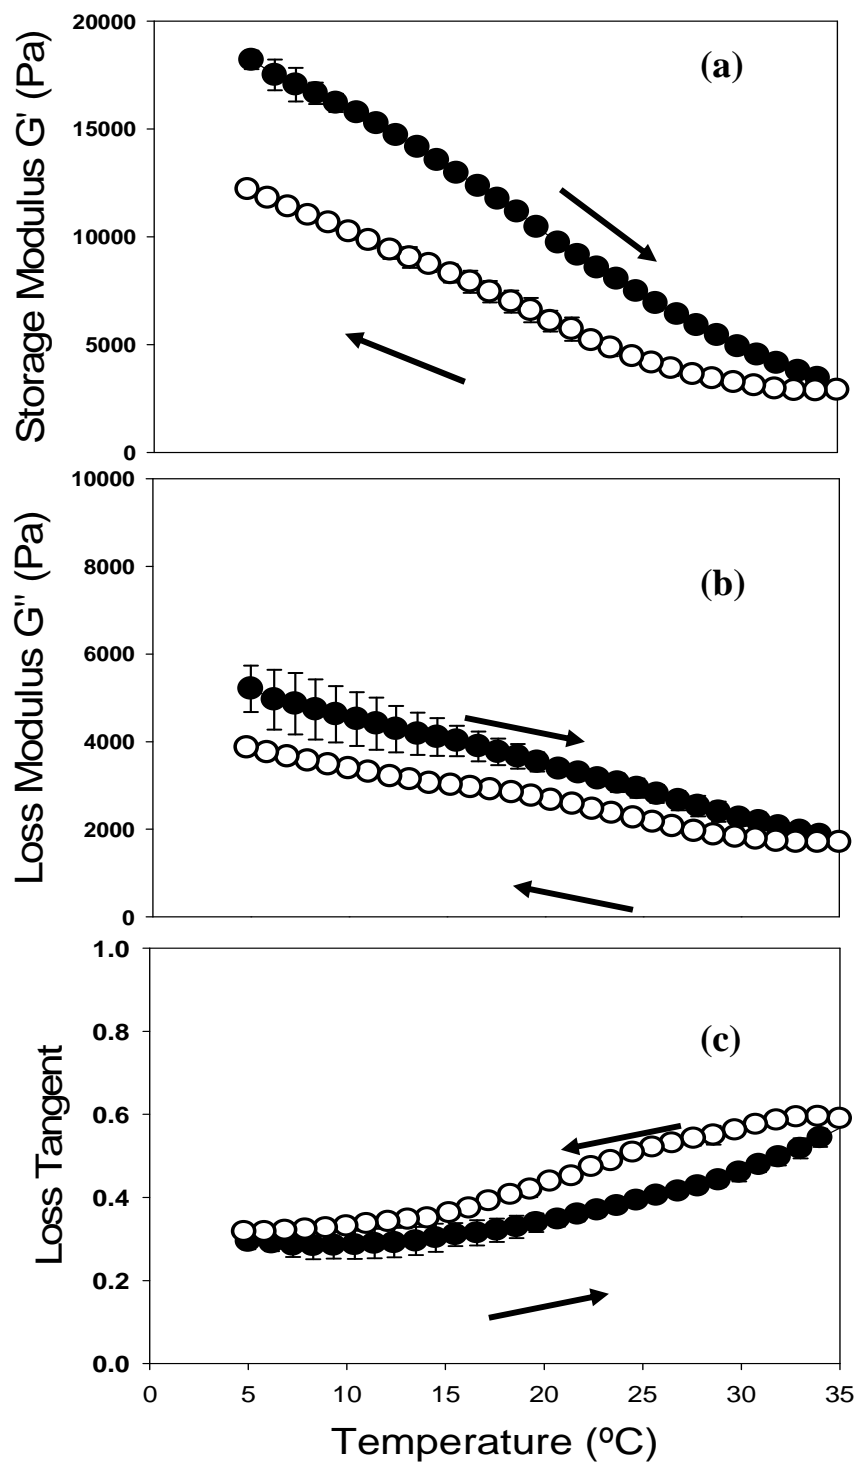 Storage Modulus G' (Pa)
20000
15000
10000
5000
0
(a)
Loss Modulus G" (Pa)
10000
8000
6000
4000
2000
0
(b)
Loss Tangent
1.0
0.8
0.6
0.4
0.2
0.0
(c)
0 5 10 15 20 25 30 35
Temperature (ºC)